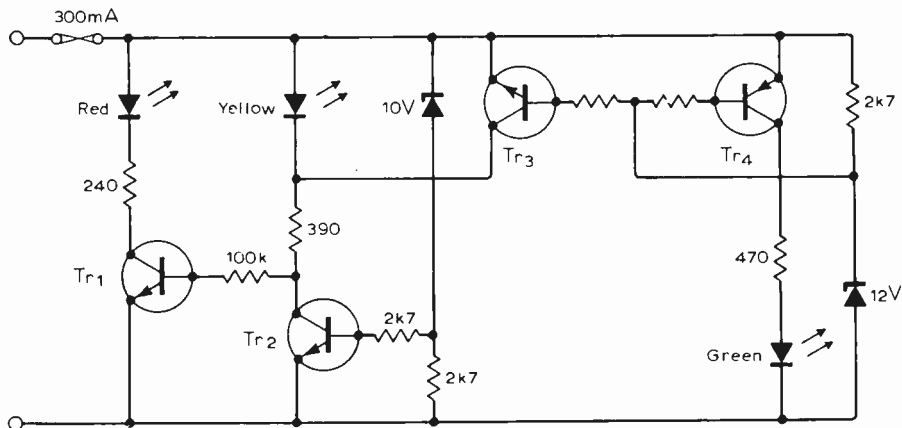 300mA
Red
Yellow
10V
Tr3
Tr4
2k7
240
390
100k
Tr1
Tr2
2k7
2k7
470
12V
Green